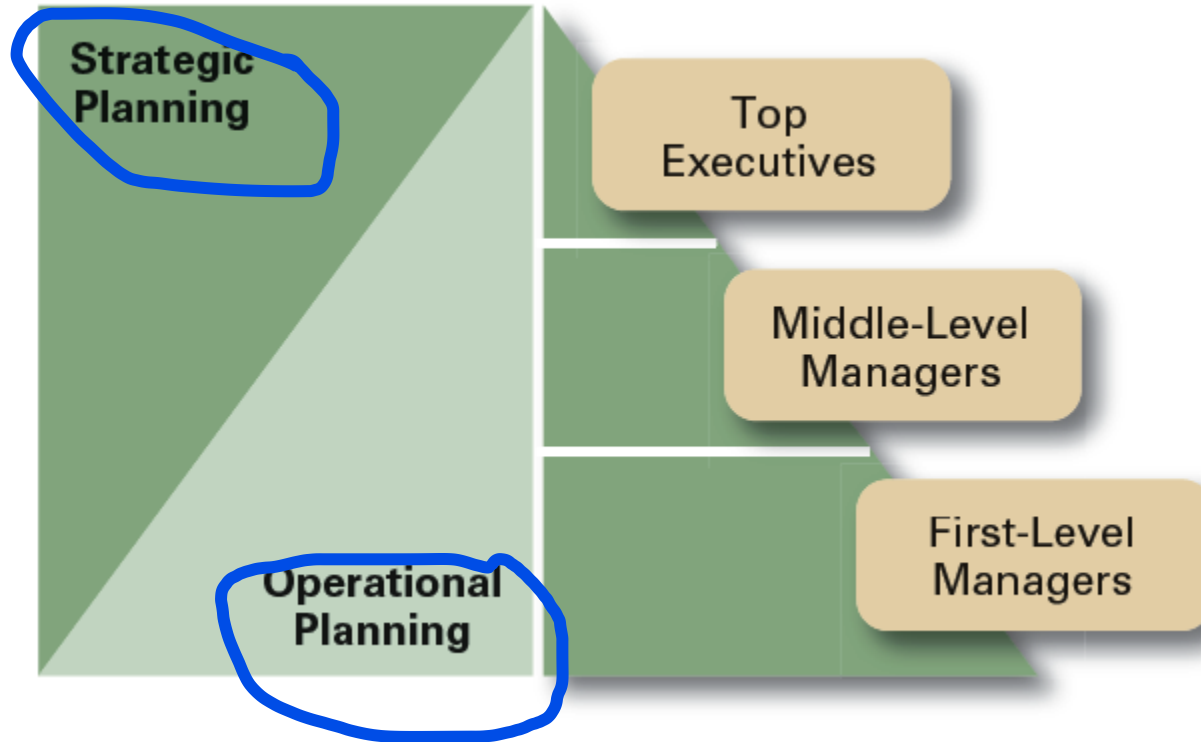 Strategic
Planning
Top
Executives
Middle-Level
Managers
First-Level
Managers
Operational
Planning